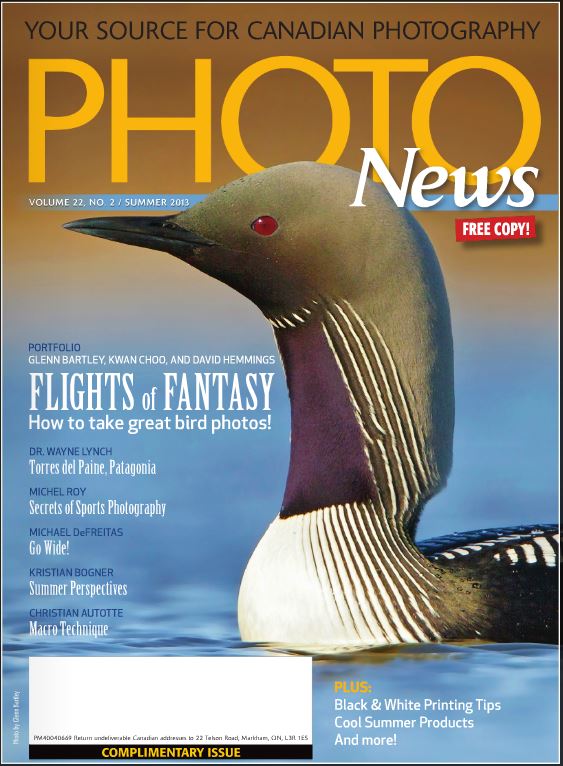 YOUR SOURCE FOR CANADIAN PHOTOGRAPHY
PHOTO
News
VOLUME 22, NO. 2 / SUMMER 2013
FREE COPY!
PORTFOLIO
GLENN BARTLEY, KWAN CHOO, AND DAVID HEMMINGS
FLIGHTS of FANTASY
How to take great bird photos!
DR. WAYNE LYNCH
Torres del Paine, Patagonia
MICHEL ROY
Secrets of Sports Photography
MICHAEL DeFREITAS
Go Wide!
KRISTIAN BOGNER
Summer Perspectives
CHRISTIAN AUTOTTE
Macro Technique
Photo by Glenn Bartley
PM40040669 Return undeliverable Canadian addresses to 22 Telson Road, Markham, ON, L3R 1E5
COMPLIMENTARY ISSUE
PLUS:
Black & White Printing Tips
Cool Summer Products
And more!